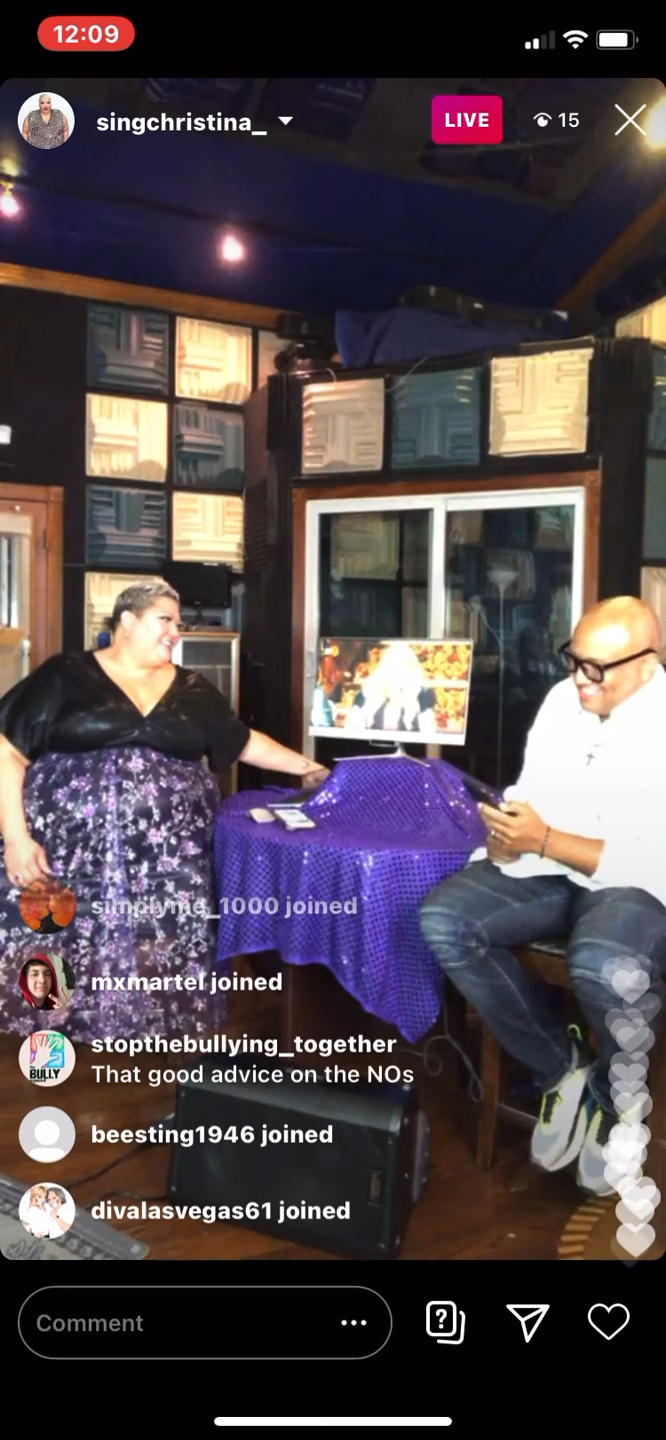 12:09
singchristina_
LIVE
15
simplyme_1000 joined
mxmartel joined
stopthebullying_together
That good advice on the NOs
BULLY
beesting1946 joined
divalasvegas61 joined
Comment